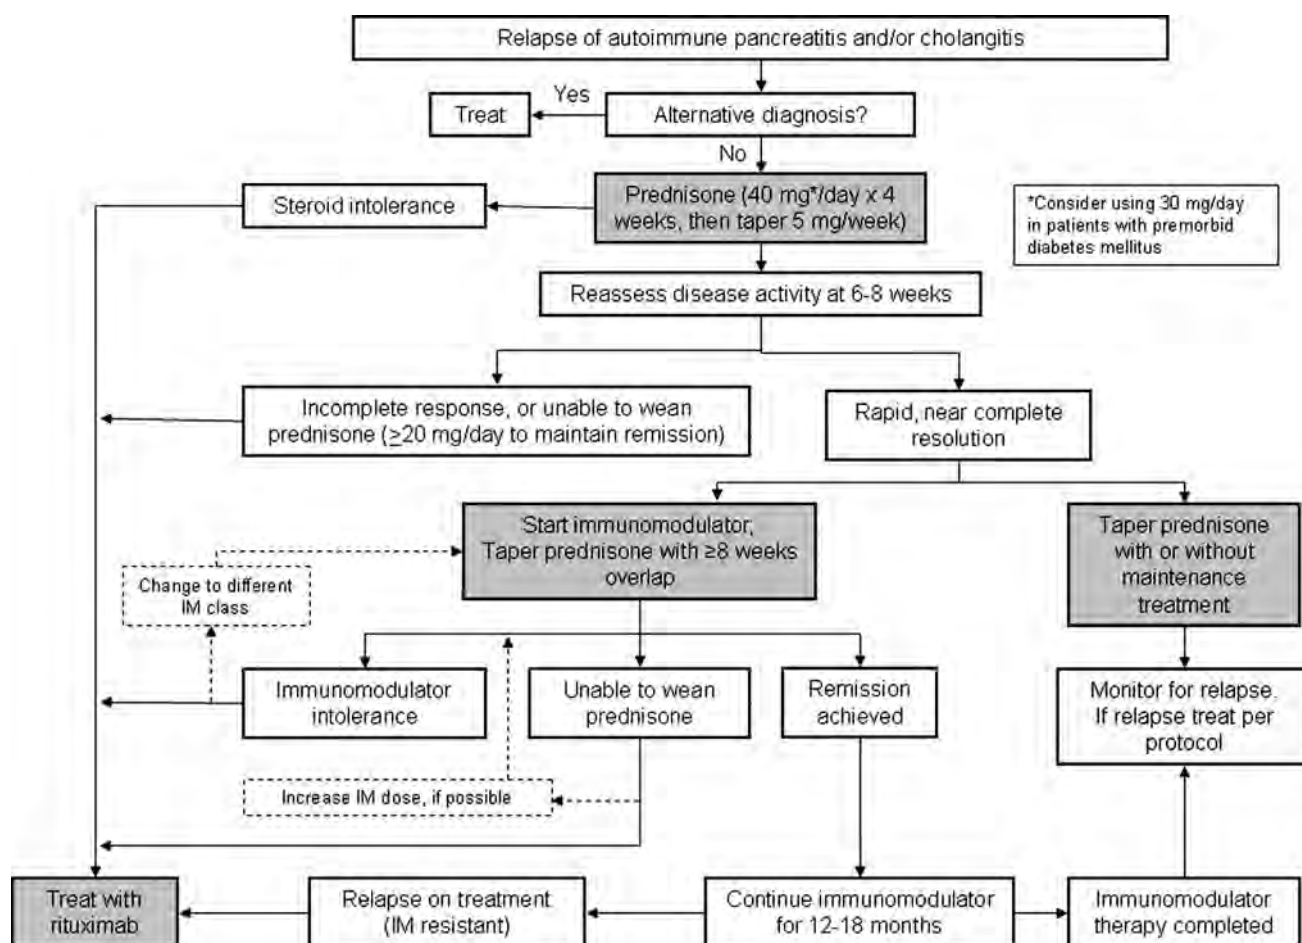 Relapse of autoimmune pancreatitis and/or cholangitis
Yes
Treat
Alternative diagnosis?
No
Steroid intolerance
Prednisone (40 mg*/day x 4
weeks, then taper 5 mg/week)
*Consider using 30 mg/day
in patients with premorbid
diabetes mellitus
Reassess disease activity at 6-8 weeks
Incomplete response, or unable to wean
prednisone (≥20 mg/day to maintain remission)
Rapid, near complete
resolution
Start immunomodulator;
Taper prednisone with ≥8 weeks
overlap
Taper prednisone
with or without
maintenance
treatment
Change to different
IM class
Immunomodulator
intolerance
Unable to wean
prednisone
Remission
achieved
Monitor for relapse.
If relapse treat per
protocol
Increase IM dose, if possible
Treat with
rituximab
Relapse on treatment
(IM resistant)
Continue immunomodulator
for 12-18 months
Immunomodulator
therapy completed